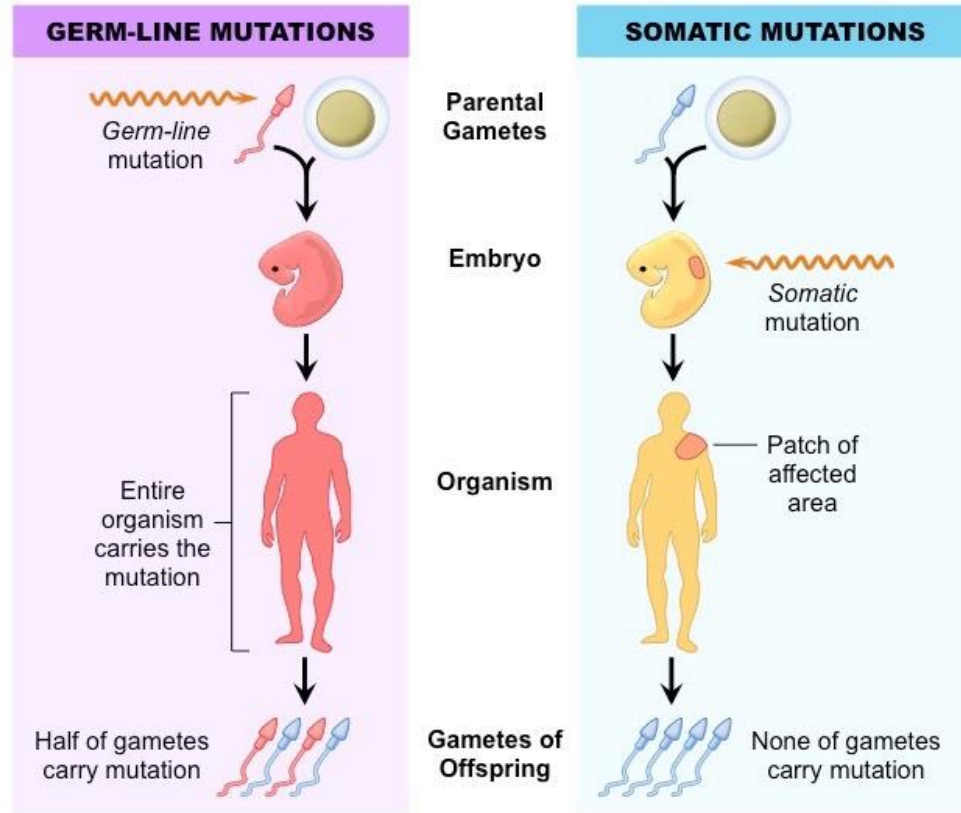 GERM-LINE MUTATIONS
SOMATIC MUTATIONS
Germ-line
mutation
Parental
Gametes
Embryo
Somatic
mutation
Entire
organism
carries the
mutation
Organism
Patch of
affected
area
Half of gametes
carry mutation
Gametes of
Offspring
None of gametes
carry mutation